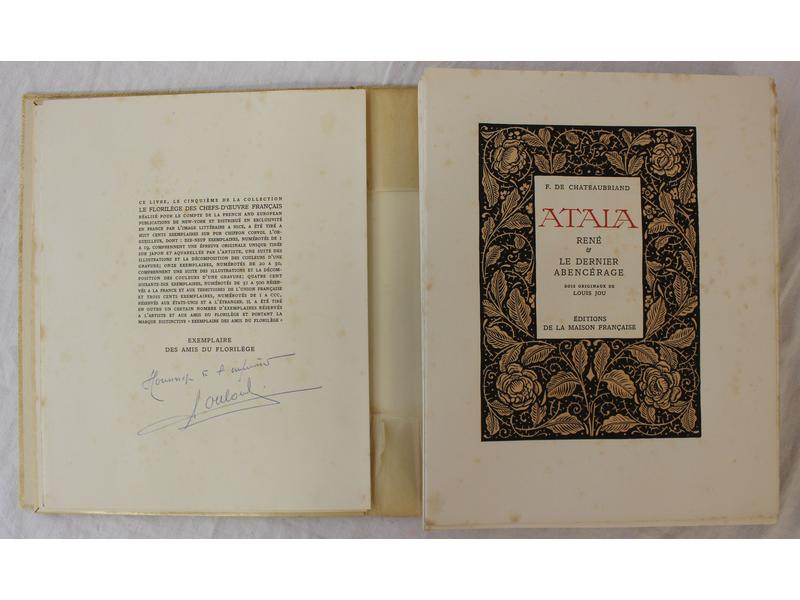 CE LIVRE, LE CINQUIÈME DE LA COLLECTION
LE FLORILÈGE DES CHEFS-D'ŒUVRE FRANÇAIS
RÉALISÉ POUR LE COMPTE DE LA FRENCH AND EUROPEAN
PUBLICATIONS DE NEW-YORK ET DISTRIBUÉ EN EXCLUSIVITÉ
EN FRANCE PAR L'IMAGE LITTÉRAIRE A NICE, A ÉTÉ TIRÉ A
HUIT CENTS EXEMPLAIRES SUR PUR CHIFFON CORVOL L'OR-
GUEILLEUX, DONT : DIX-NEUF EXEMPLAIRES, NUMÉROTÉS DE 1
A 19, COMPRENNENT UNE ÉPREUVE ORIGINALE UNIQUE TIRÉE
SUR JAPON ET AQUARELLÉE PAR L'ARTISTE, UNE SUITE DES
ILLUSTRATIONS ET LA DÉCOMPOSITION DES COULEURS D'UNE
GRAVURE; ONZE EXEMPLAIRES, NUMÉROTÉS DE 20 A 30,
COMPRENNENT UNE SUITE DES ILLUSTRATIONS ET LA DÉCOMPO-
SITION DES COULEURS D'UNE GRAVURE; QUATRE CENT
SOIXANTE-DIX EXEMPLAIRES, NUMÉROTÉS DE 31 A 500 RÉSER-
VÉS A LA FRANCE ET AUX TERRITOIRES DE L'UNION FRANÇAISE
ET TROIS CENTS EXEMPLAIRES, NUMÉROTÉS DE I A CCC,
RÉSERVÉS AUX ÉTATS-UNIS ET A L'ÉTRANGER. IL A ÉTÉ TIRÉ
EN OUTRE UN CERTAIN NOMBRE D'EXEMPLAIRES RÉSERVÉS
A L'ARTISTE ET AUX AMIS DU FLORILÈGE ET PORTANT LA
MARQUE DISTINCTIVE « EXEMPLAIRE DES AMIS DU FLORILÈGE »
EXEMPLAIRE
DES AMIS DU FLORILÈGE
F. DE CHATEAUBRIAND
ATALA
RENÉ
&
LE DERNIER
ABENCÉRAGE
BOIS ORIGINAUX DE
LOUIS JOU
ÉDITIONS
DE LA MAISON FRANÇAISE